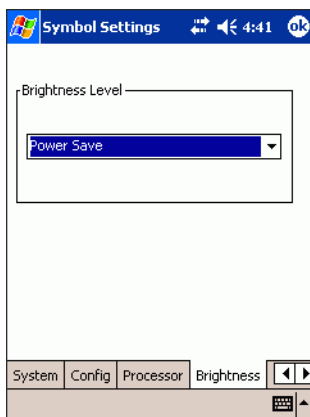 Symbol Settings 4:41 ok
Brightness Level
Power Save
System Config Processor Brightness